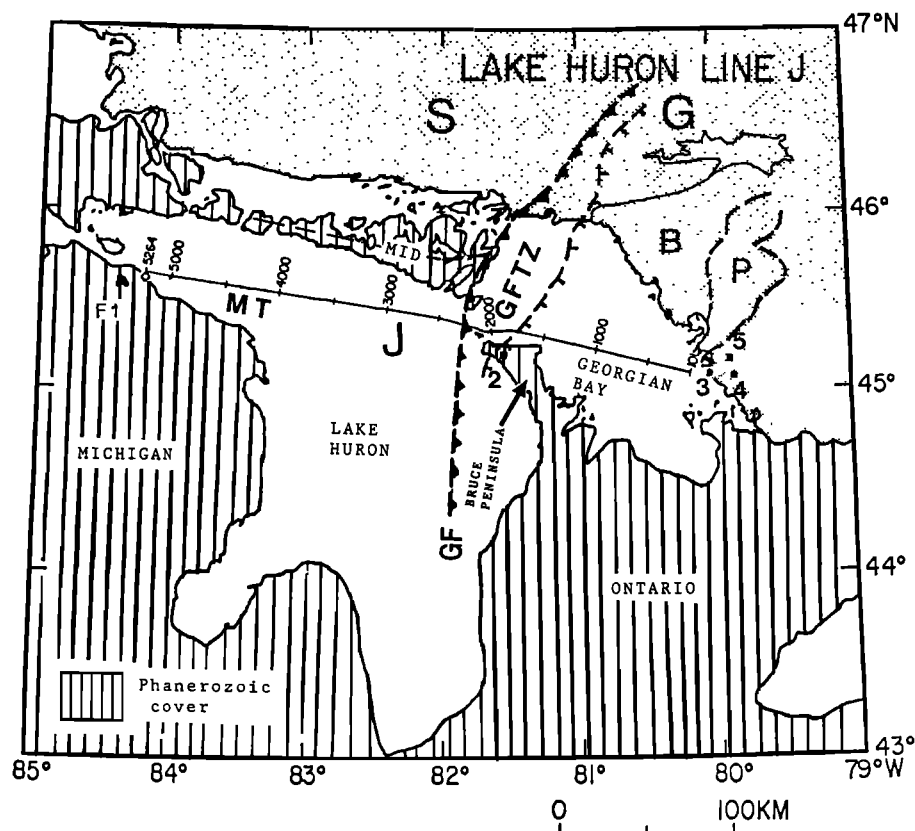 47°N
LAKE HURON LINE J
S
G
46°
B
P
MID
GFTZ
5264
5000
4000
3000
2000
1000
MT
J
F1
2
GEORGIAN
BAY
5
3
4
45°
LAKE
HURON
MICHIGAN
BRUCE
PENINSULA
GF
44°
ONTARIO
Phanerozoic
cover
43°
85°
84°
83°
82°
81°
80°
79°W
0
100KM